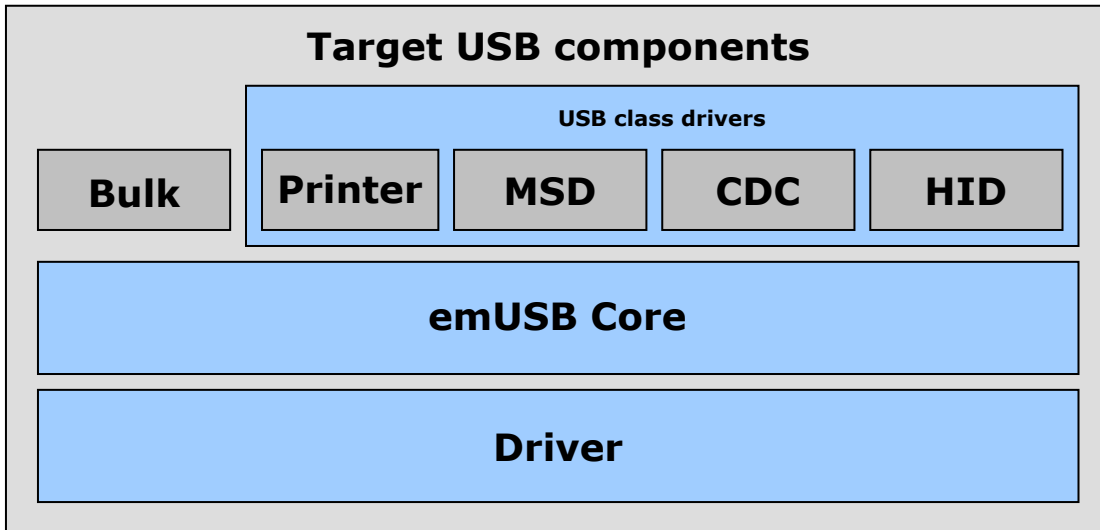 Target USB components
USB class drivers
Bulk
Printer
MSD
CDC
HID
emUSB Core
Driver